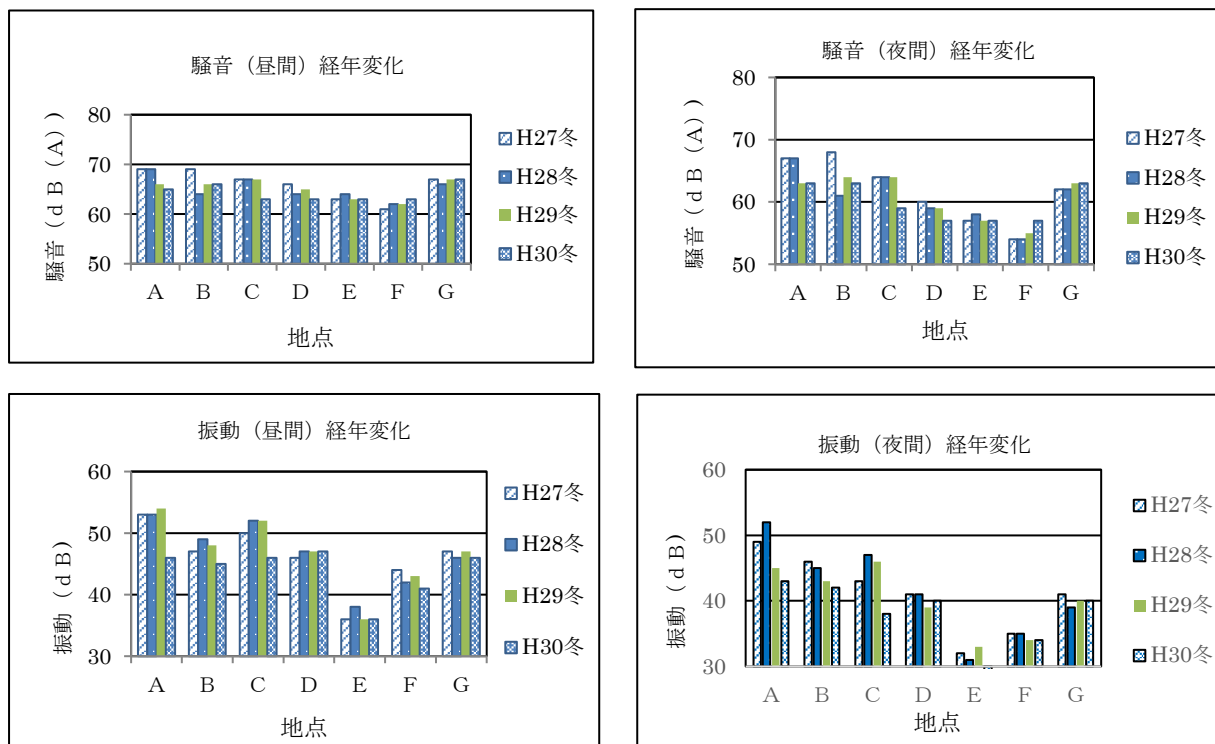 騒音（昼間）経年変化
80
70
60
50
騒音（ｄＢ（A））
A B C D E F G
地点
H27冬
H28冬
H29冬
H30冬
騒音（夜間）経年変化
80
70
60
50
騒音（ｄＢ（A））
A B C D E F G
地点
H27冬
H28冬
H29冬
H30冬
振動（昼間）経年変化
60
50
40
30
振動（ｄＢ）
A B C D E F G
地点
H27冬
H28冬
H29冬
H30冬
振動（夜間）経年変化
60
50
40
30
振動（ｄＢ）
A B C D E F G
地点
H27冬
H28冬
H29冬
H30冬